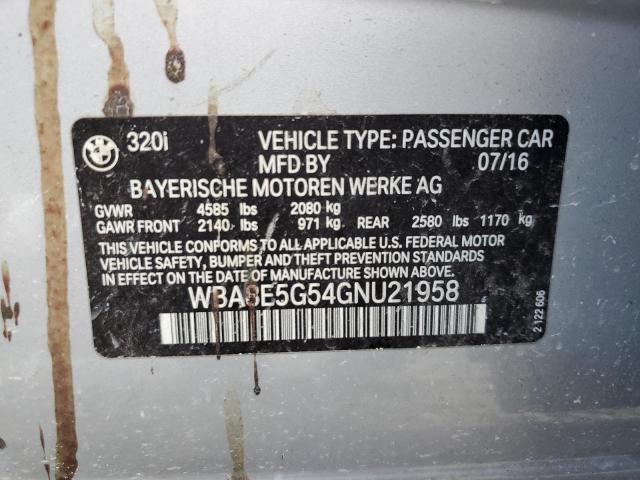 320i VEHICLE TYPE: PASSENGER CAR
MFD BY 07/16
BAYERISCHE MOTOREN WERKE AG
GVWR 4585 lbs 2080 kg
GAWR FRONT 2140 lbs 971 kg REAR 2580 lbs 1170 kg
THIS VEHICLE CONFORMS TO ALL APPLICABLE U.S. FEDERAL MOTOR
VEHICLE SAFETY, BUMPER AND THEFT PREVENTION STANDARDS
IN EFFECT ON THE DATE OF MANUFACTURE SHOWN ABOVE.
WBA8E5G54GNU21958
2 122 606